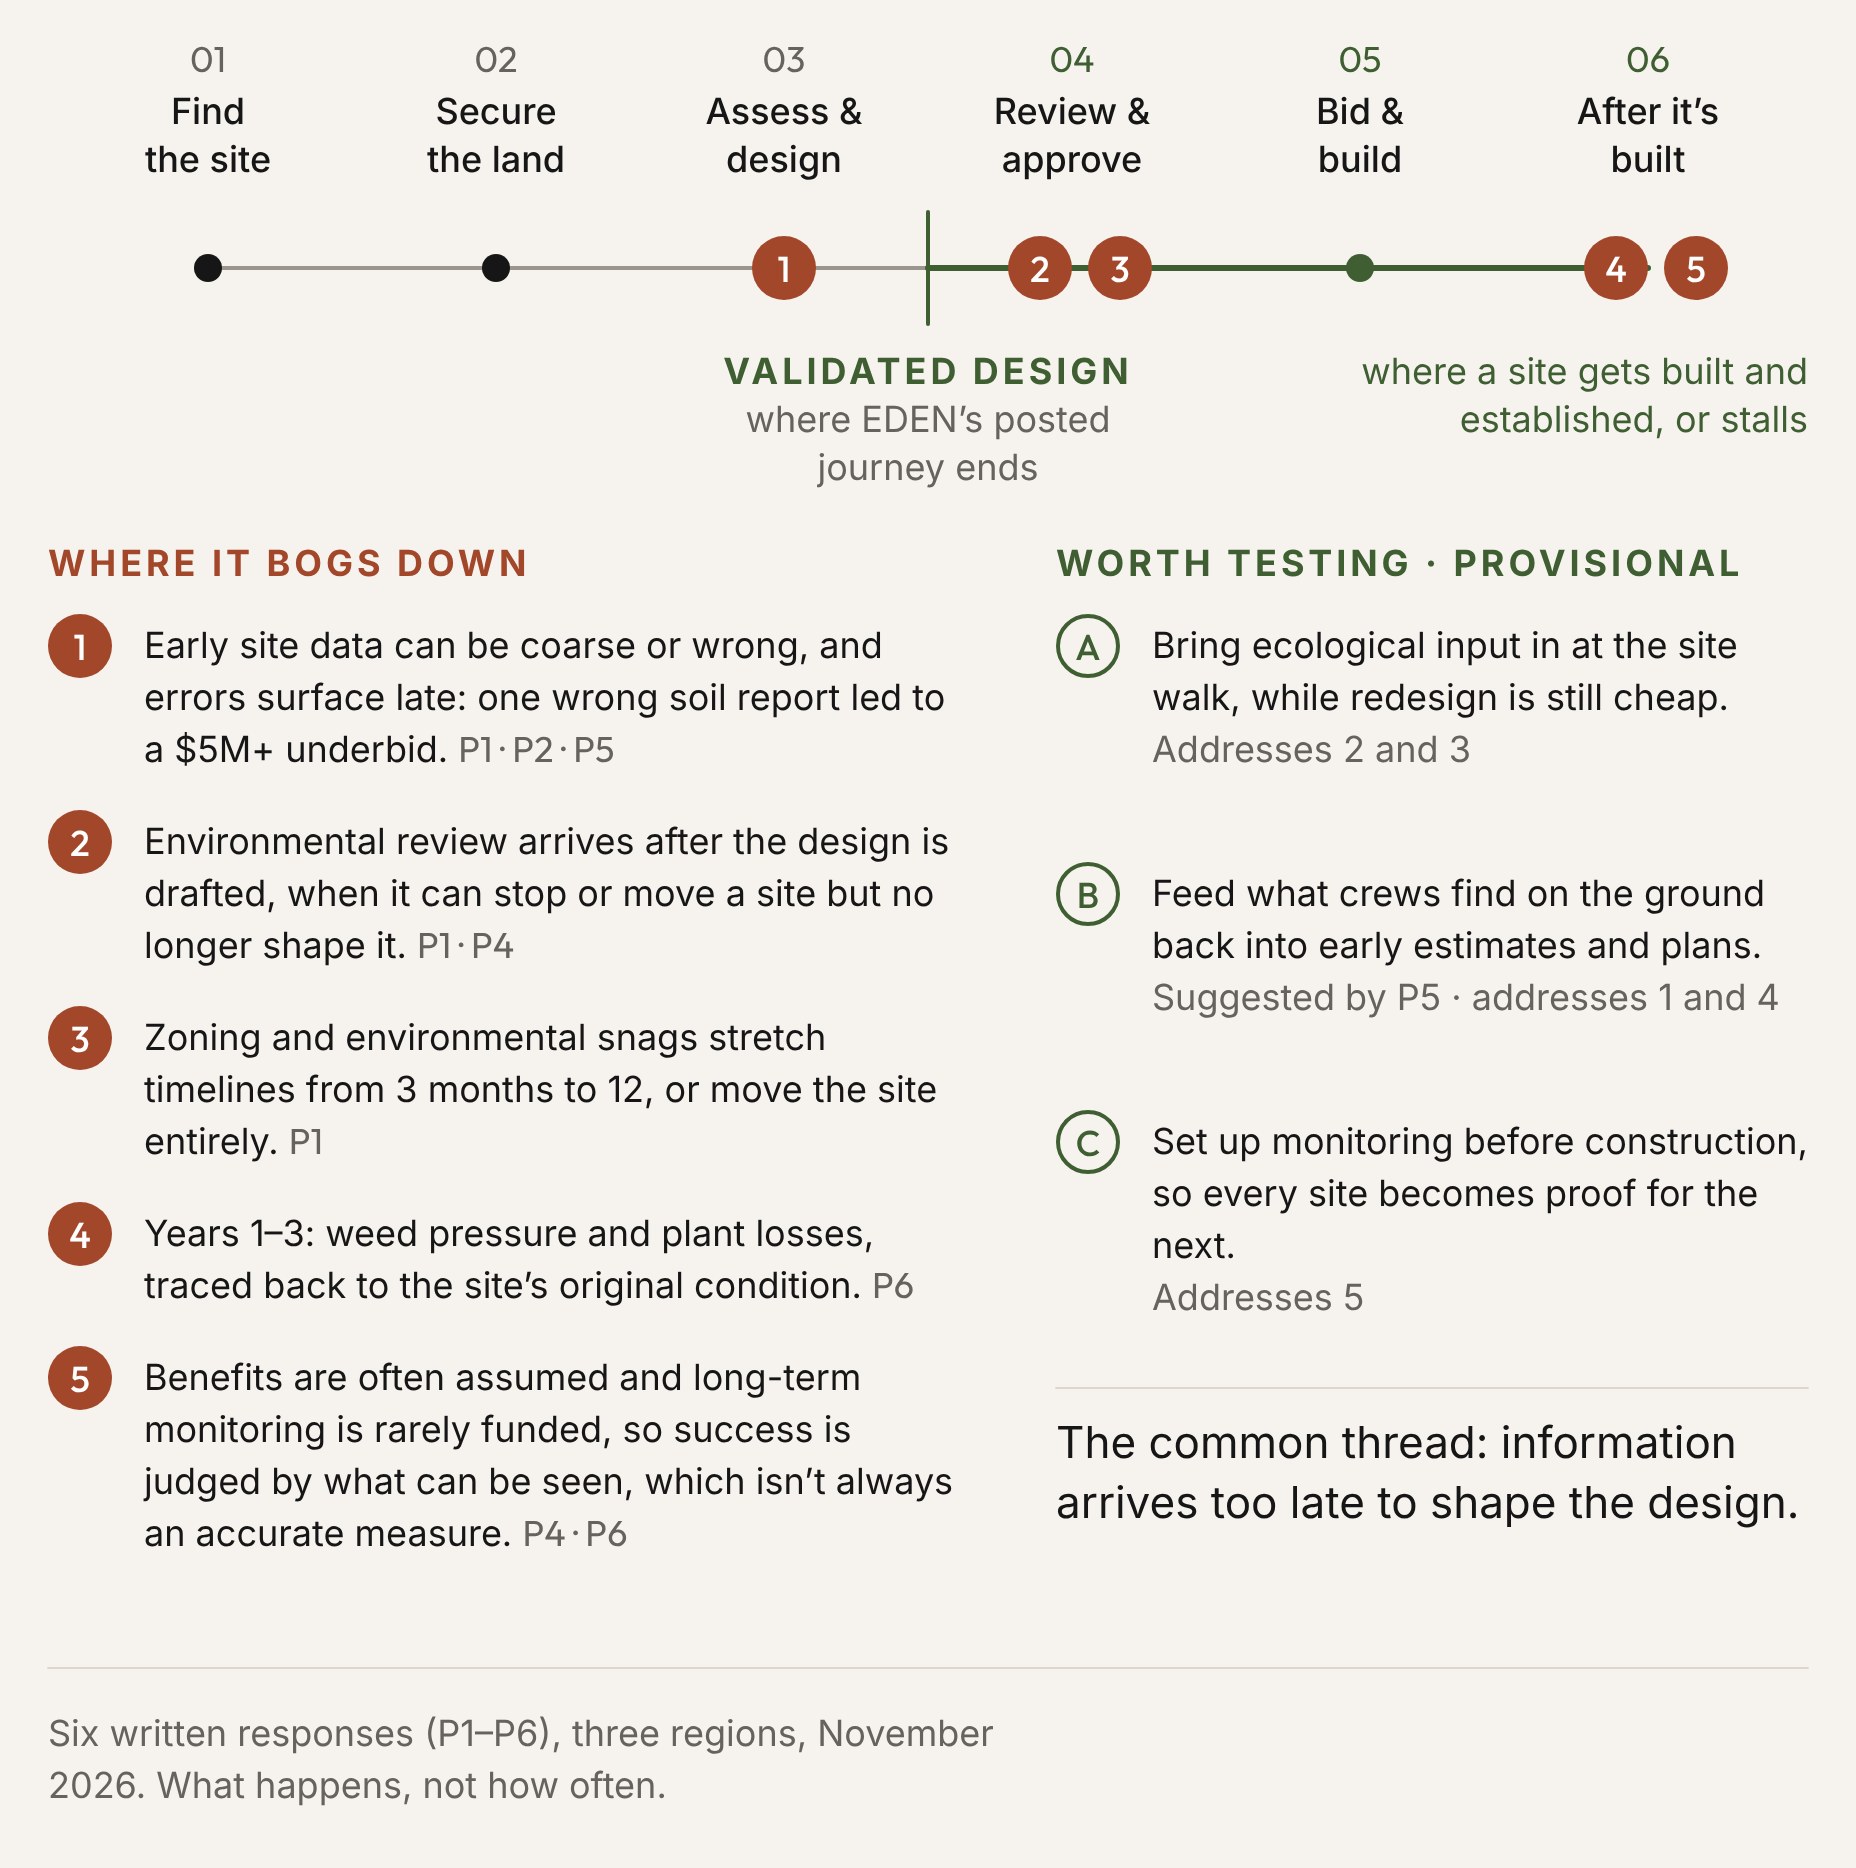 01
Find
the site
02
Secure
the land
03
Assess &
design
04
Review &
approve
05
Bid &
build
06
After it’s
built
1
2
3
4
5
VALIDATED DESIGN
where EDEN’s posted
journey ends
where a site gets built and
established, or stalls
WHERE IT BOGS DOWN
1
Early site data can be coarse or wrong, and
errors surface late: one wrong soil report led to
a $5M+ underbid. P1·P2·P5
2
Environmental review arrives after the design is
drafted, when it can stop or move a site but no
longer shape it. P1·P4
3
Zoning and environmental snags stretch
timelines from 3 months to 12, or move the site
entirely. P1
4
Years 1–3: weed pressure and plant losses,
traced back to the site’s original condition. P6
5
Benefits are often assumed and long-term
monitoring is rarely funded, so success is
judged by what can be seen, which isn’t always
an accurate measure. P4·P6
WORTH TESTING · PROVISIONAL
A
Bring ecological input in at the site
walk, while redesign is still cheap.
Addresses 2 and 3
B
Feed what crews find on the ground
back into early estimates and plans.
Suggested by P5 · addresses 1 and 4
C
Set up monitoring before construction,
so every site becomes proof for the
next.
Addresses 5
The common thread: information
arrives too late to shape the design.
Six written responses (P1–P6), three regions, November
2026. What happens, not how often.